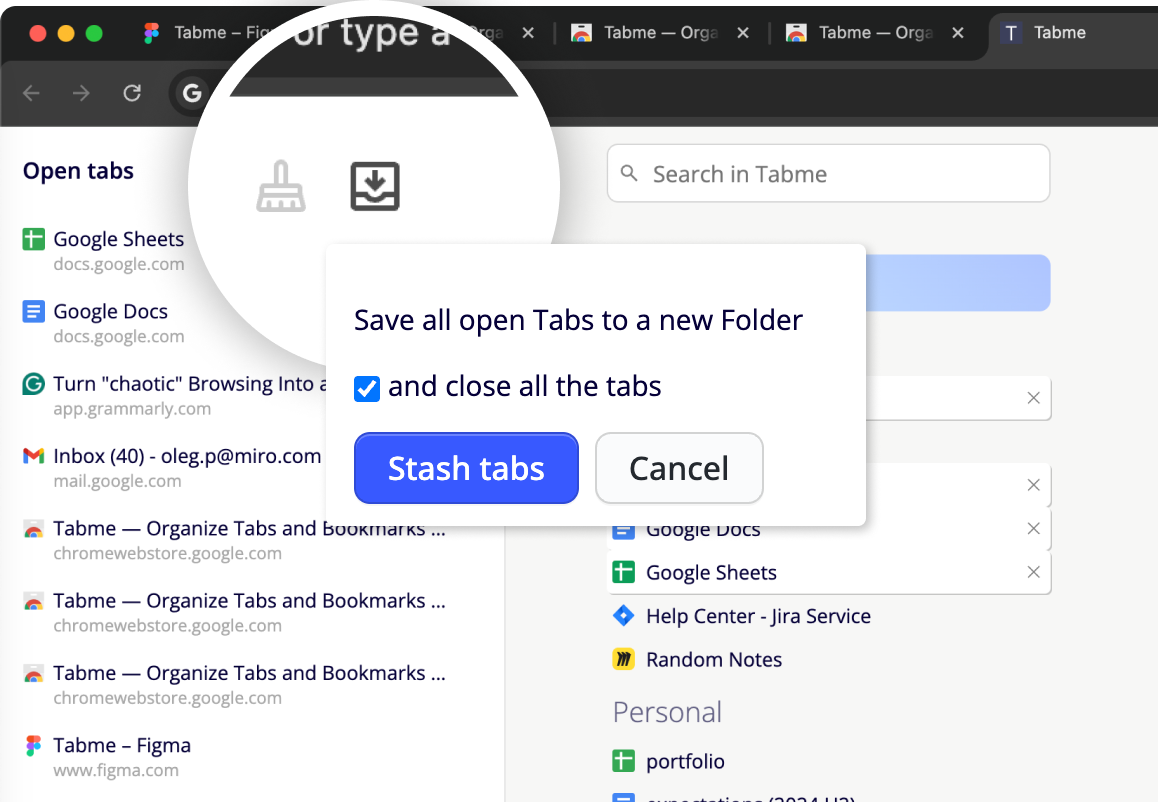 Tabme – Fig
or type a
Orga
Tabme — Orga
Tabme — Orga
T Tabme
G
Open tabs
Search in Tabme
Google Sheets
docs.google.com
Google Docs
docs.google.com
Turn "chaotic" Browsing Into a
app.grammarly.com
Inbox (40) - oleg.p@miro.com
mail.google.com
Tabme — Organize Tabs and Bookmarks ...
chromewebstore.google.com
Tabme — Organize Tabs and Bookmarks ...
chromewebstore.google.com
Tabme — Organize Tabs and Bookmarks ...
chromewebstore.google.com
Tabme – Figma
www.figma.com
Save all open Tabs to a new Folder
and close all the tabs
Stash tabs
Cancel
Google Docs
Google Sheets
Help Center - Jira Service
Random Notes
Personal
portfolio
expectations (2024 H2)